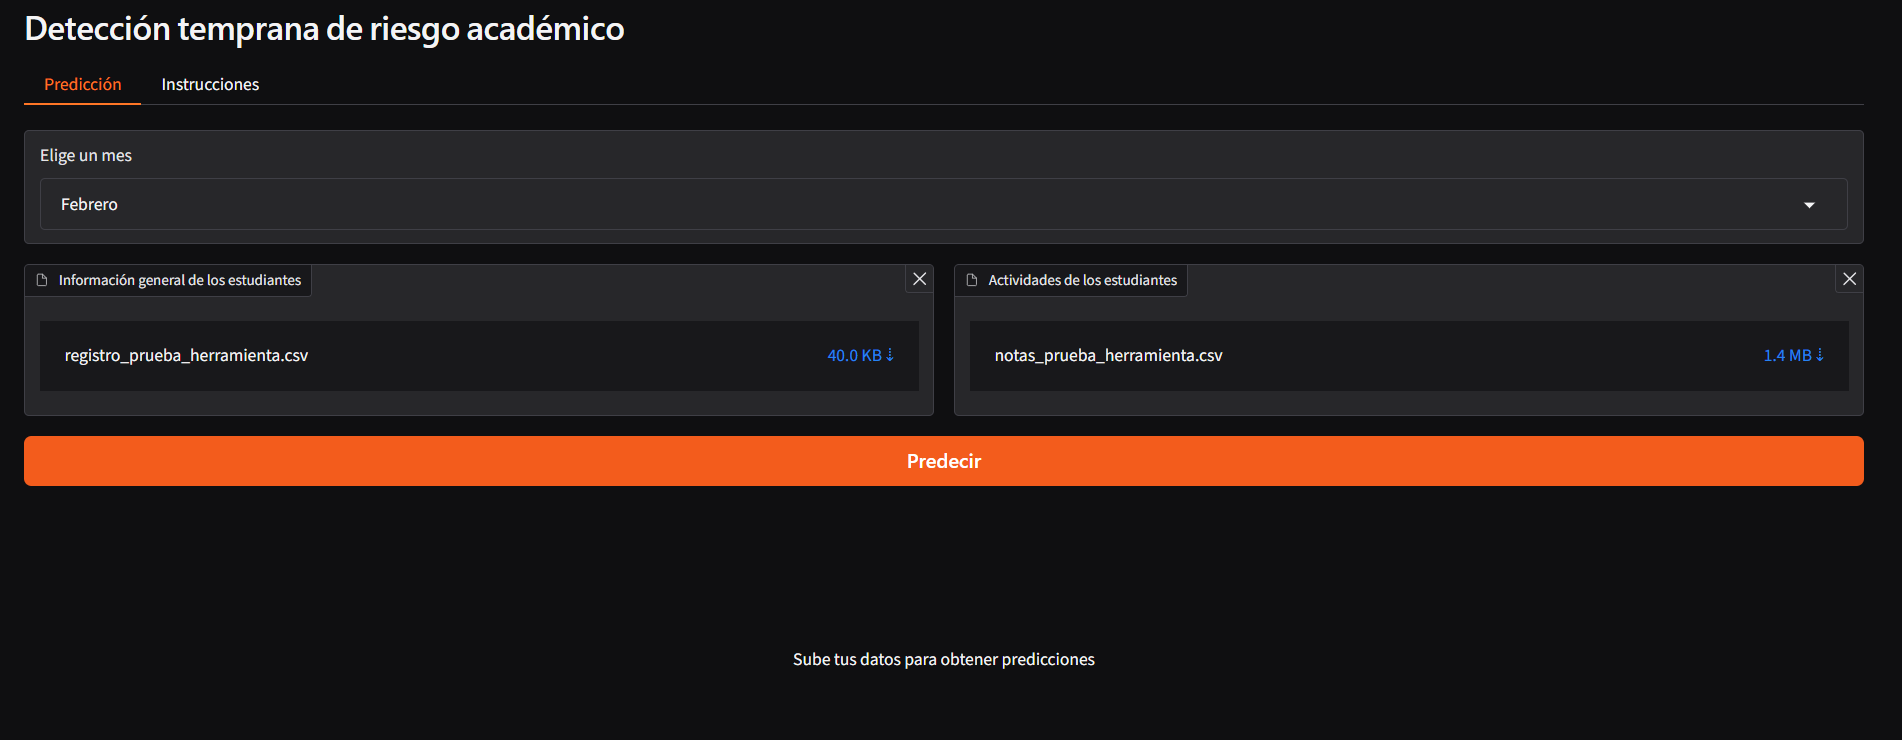 Detección temprana de riesgo académico
Predicción Instrucciones
Elige un mes
Febrero
Información general de los estudiantes
registro_prueba_herramienta.csv 40.0 KB ⇣
Actividades de los estudiantes
notas_prueba_herramienta.csv 1.4 MB ⇣
Predecir
Sube tus datos para obtener predicciones